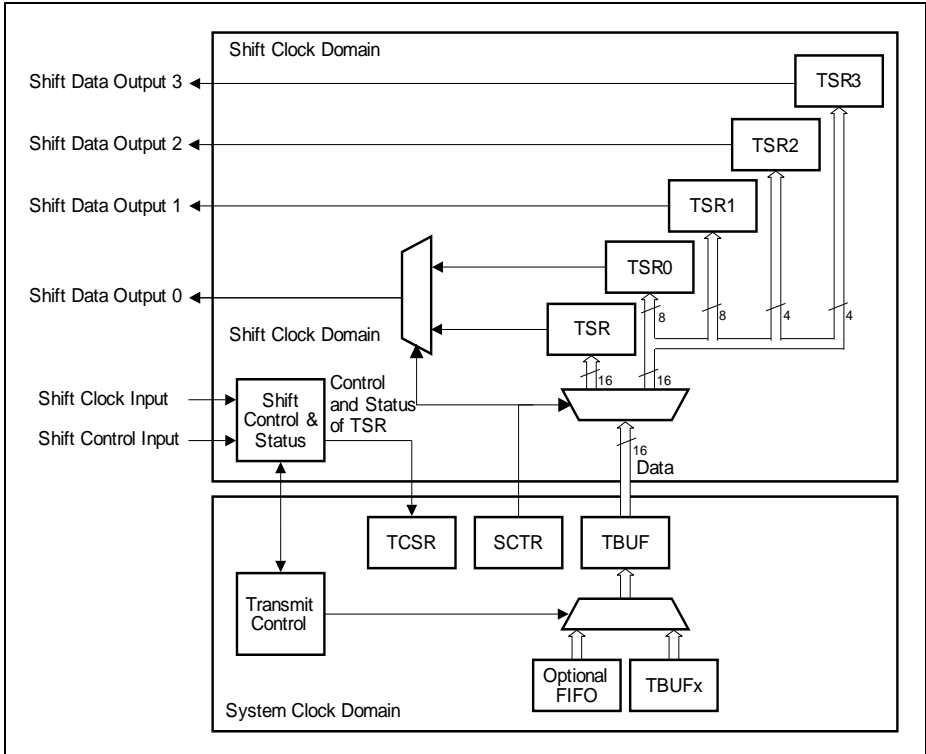 Shift Clock Domain
Shift Data Output 3
TSR3
Shift Data Output 2
TSR2
Shift Data Output 1
TSR1
TSR0
Shift Data Output 0
8
8
4
4
Shift Clock Domain
TSR
16
16
Shift Clock Input
Shift Control Input
Shift
Control &
Status
Control
and Status
of TSR
16
Data
TCSR
SCTR
TBUF
Transmit
Control
Optional
FIFO
TBUFx
System Clock Domain